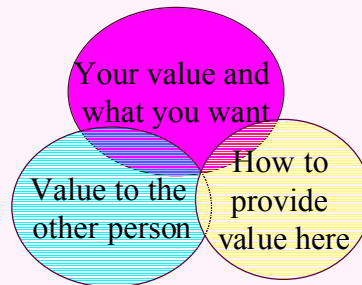 Your value and
what you want
Value to the
other person
How to
provide
value here